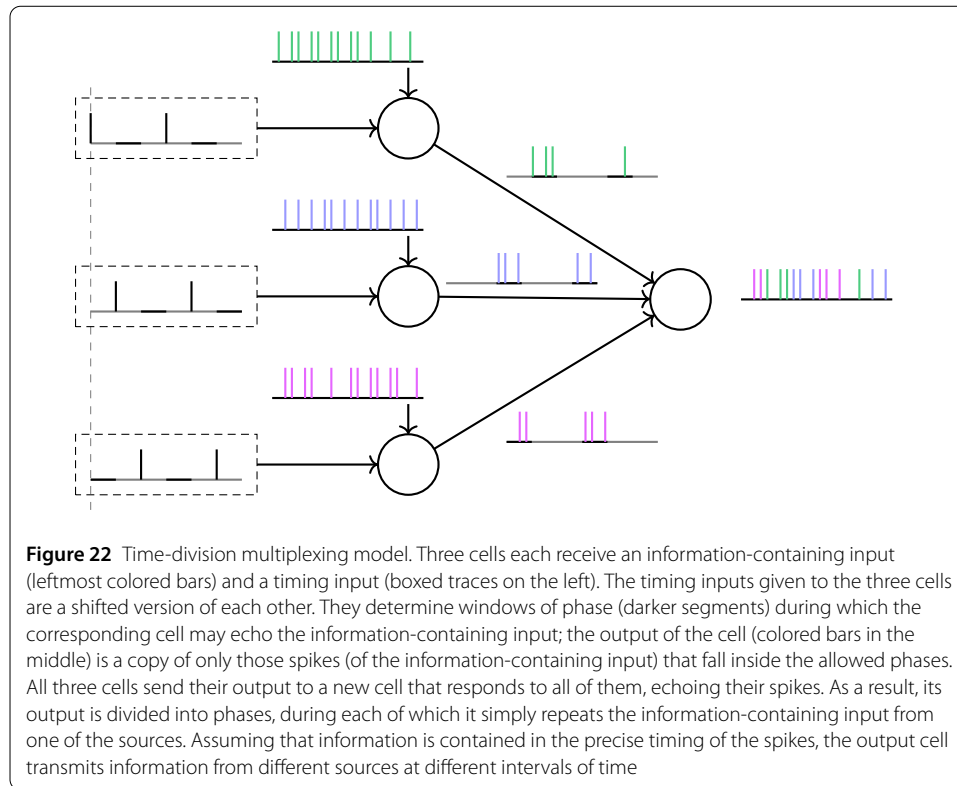 Figure 22 Time-division multiplexing model. Three cells each receive an information-containing input
(leftmost colored bars) and a timing input (boxed traces on the left). The timing inputs given to the three cells
are a shifted version of each other. They determine windows of phase (darker segments) during which the
corresponding cell may echo the information-containing input; the output of the cell (colored bars in the
middle) is a copy of only those spikes (of the information-containing input) that fall inside the allowed phases.
All three cells send their output to a new cell that responds to all of them, echoing their spikes. As a result, its
output is divided into phases, during each of which it simply repeats the information-containing input from
one of the sources. Assuming that information is contained in the precise timing of the spikes, the output cell
transmits information from different sources at different intervals of time